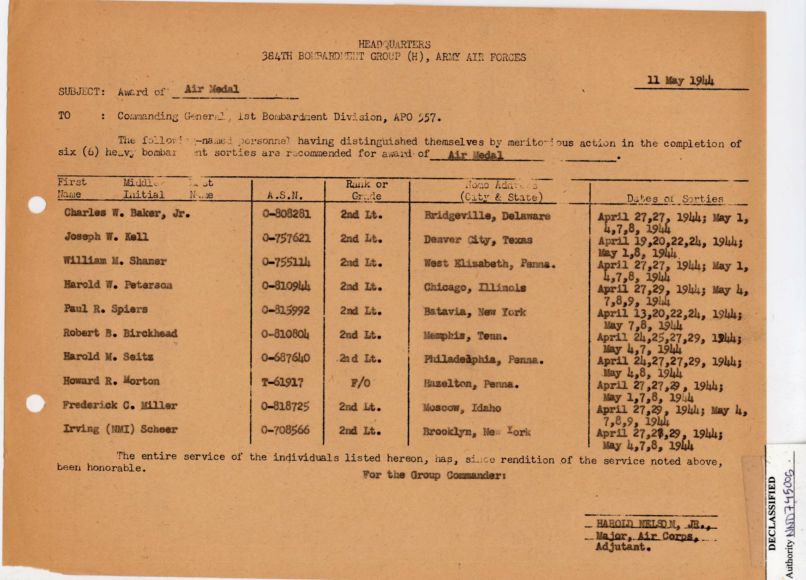 HEADQUARTERS
384TH BOMBARDMENT GROUP (H), ARMY AIR FORCES
11 May 1944
SUBJECT: Award of Air Medal
TO : Commanding General, 1st Bombardment Division, APO 557.
The following-named personnel having distinguished themselves by meritorious action in the completion of
six (6) heavy bombardment sorties are recommended for award of Air Medal.
First Middle Last Rank or Home Address
Name Initial Name A.S.N. Grade (City & State) Dates of Sorties
Charles W. Baker, Jr. O-808281 2nd Lt. Bridgeville, Delaware April 27,27, 1944; May 1,
4,7,8, 1944
Joseph W. Kell O-757621 2nd Lt. Deaver City, Texas April 19,20,22,24, 1944;
May 1,8, 1944
William M. Shaner O-755114 2nd Lt. West Elizabeth, Penna. April 27,27, 1944; May 1,
4,7,8, 1944
Harold W. Peterson O-810944 2nd Lt. Chicago, Illinois April 27,29, 1944; May 4,
7,8,9, 1944
Paul R. Spiers O-815992 2nd Lt. Batavia, New York April 13,20,22,24, 1944;
May 7,8, 1944
Robert B. Birckhead O-810804 2nd Lt. Memphis, Tenn. April 24,25,27,29, 1944;
May 4,7, 1944
Harold M. Seitz O-687640 2nd Lt. Philadelphia, Penna. April 24,27,27,29, 1944;
May 4,8, 1944
Howard R. Morton T-61917 F/O Hazelton, Penna. April 27,27,29, 1944;
May 1,7,8, 1944
Frederick C. Miller O-818725 2nd Lt. Moscow, Idaho April 27,29, 1944; May 4,
7,8,9, 1944
Irving (NMI) Scheer O-708566 2nd Lt. Brooklyn, New York April 27,28,29, 1944;
May 4,7,8, 1944
The entire service of the individuals listed hereon, has, since rendition of the service noted above,
been honorable.
For the Group Commander:
HAROLD NELSON, JR.,
Major, Air Corps,
Adjutant.
DECLASSIFIED
Authority NND745005